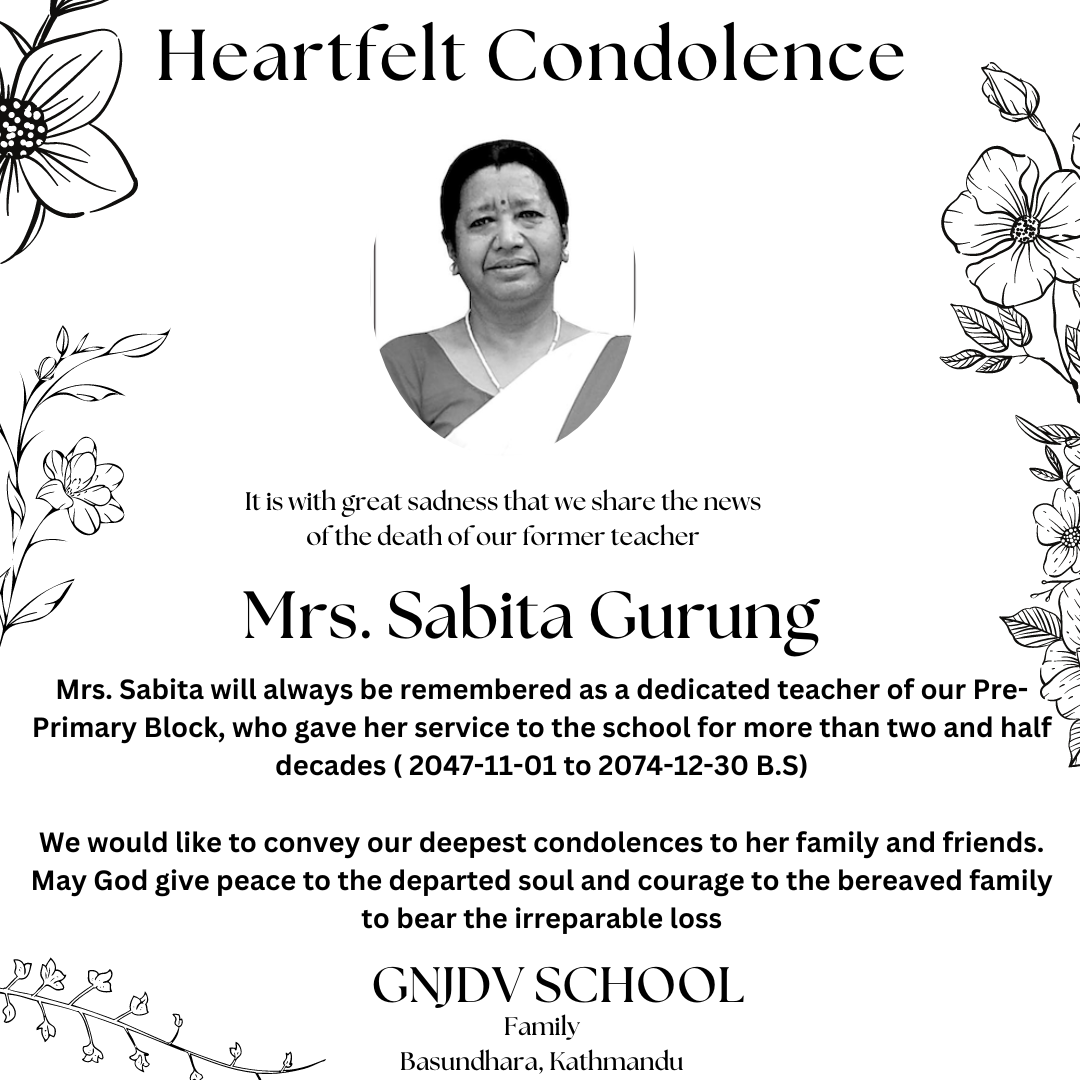 Heartfelt Condolence
It is with great sadness that we share the news
of the death of our former teacher
Mrs. Sabita Gurung
Mrs. Sabita will always be remembered as a dedicated teacher of our Pre-
Primary Block, who gave her service to the school for more than two and half
decades ( 2047-11-01 to 2074-12-30 B.S)
We would like to convey our deepest condolences to her family and friends.
May God give peace to the departed soul and courage to the bereaved family
to bear the irreparable loss
GNJDV SCHOOL
Family
Basundhara, Kathmandu